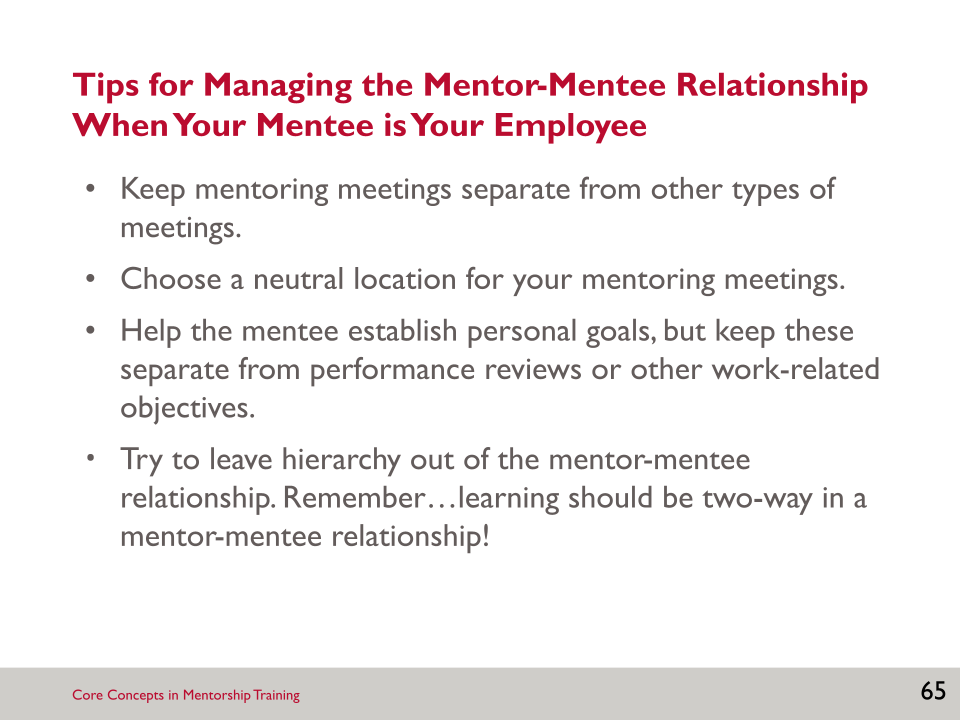 Tips for Managing the Mentor-Mentee Relationship
When Your Mentee is Your Employee
• Keep mentoring meetings separate from other types of
meetings.
• Choose a neutral location for your mentoring meetings.
• Help the mentee establish personal goals, but keep these
separate from performance reviews or other work-related
objectives.
• Try to leave hierarchy out of the mentor-mentee
relationship. Remember…learning should be two-way in a
mentor-mentee relationship!
Core Concepts in Mentorship Training
65